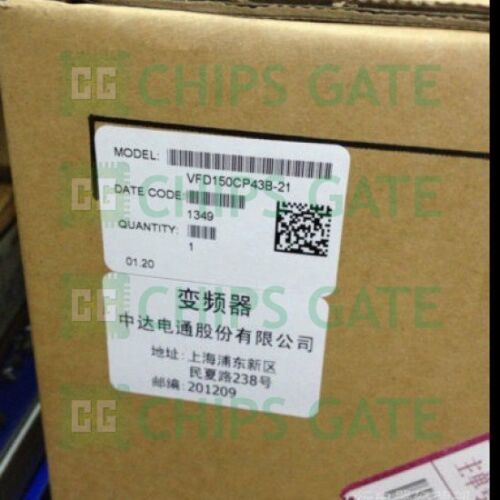 CG CHIPS GATE
MODEL:
VFD150CP43B-21
DATE CODE:
1349
QUANTITY:
1
01.20
变频器
中达电通股份有限公司
地址:上海浦东新区
民夏路238号
邮编:201209
CG CHIPS GATE
CG CHIPS GATE
CG CHIPS GATE